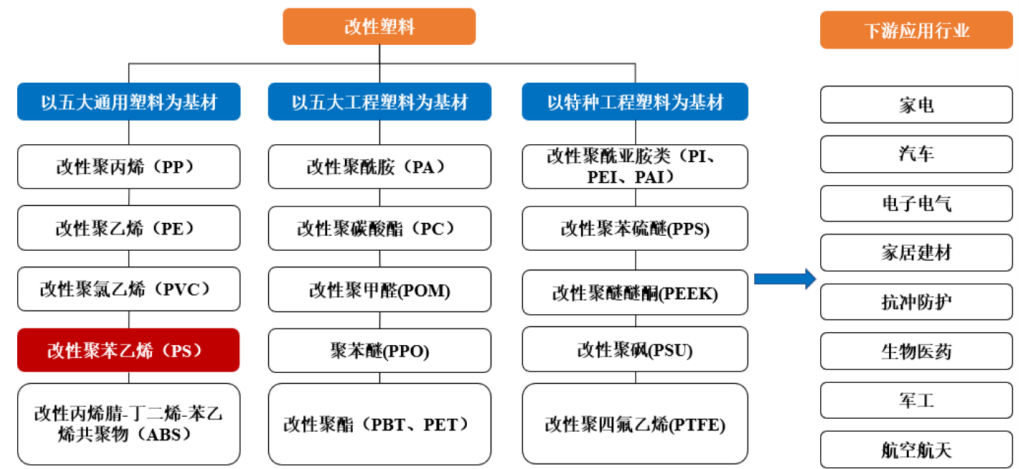 改性塑料
下游应用行业
以五大通用塑料为基材
以五大工程塑料为基材
以特种工程塑料为基材
改性聚丙烯（PP）
改性聚乙烯（PE）
改性聚氯乙烯（PVC）
改性聚苯乙烯（PS）
改性丙烯腈-丁二烯-苯乙
烯共聚物（ABS）
改性聚酰胺（PA）
改性聚碳酸酯（PC）
改性聚甲醛(POM)
聚苯醚(PPO)
改性聚酯（PBT、PET）
改性聚酰亚胺类（PI、
PEI、PAI）
改性聚苯硫醚(PPS)
改性聚醚醚酮(PEEK)
改性聚砜(PSU)
改性聚四氟乙烯(PTFE)
家电
汽车
电子电气
家居建材
抗冲防护
生物医药
军工
航空航天